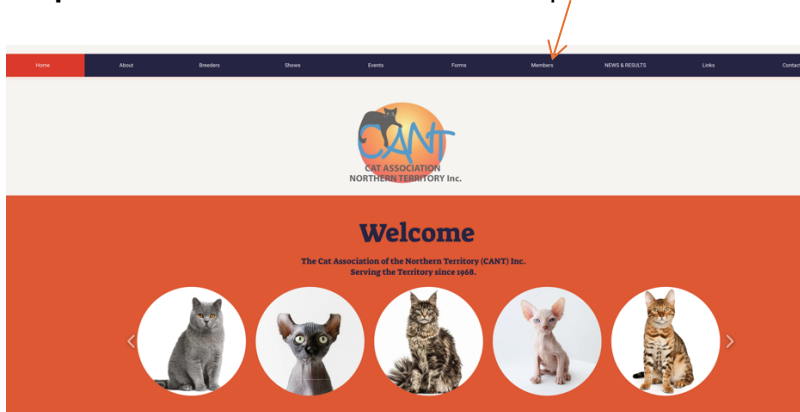 Home About Breeders Shows Events Forms Members NEWS & RESULTS Links Contact
CANT
CAT ASSOCIATION
NORTHERN TERRITORY Inc.
Welcome
The Cat Association of the Northern Territory (CANT) Inc.
Serving the Territory since 1968.